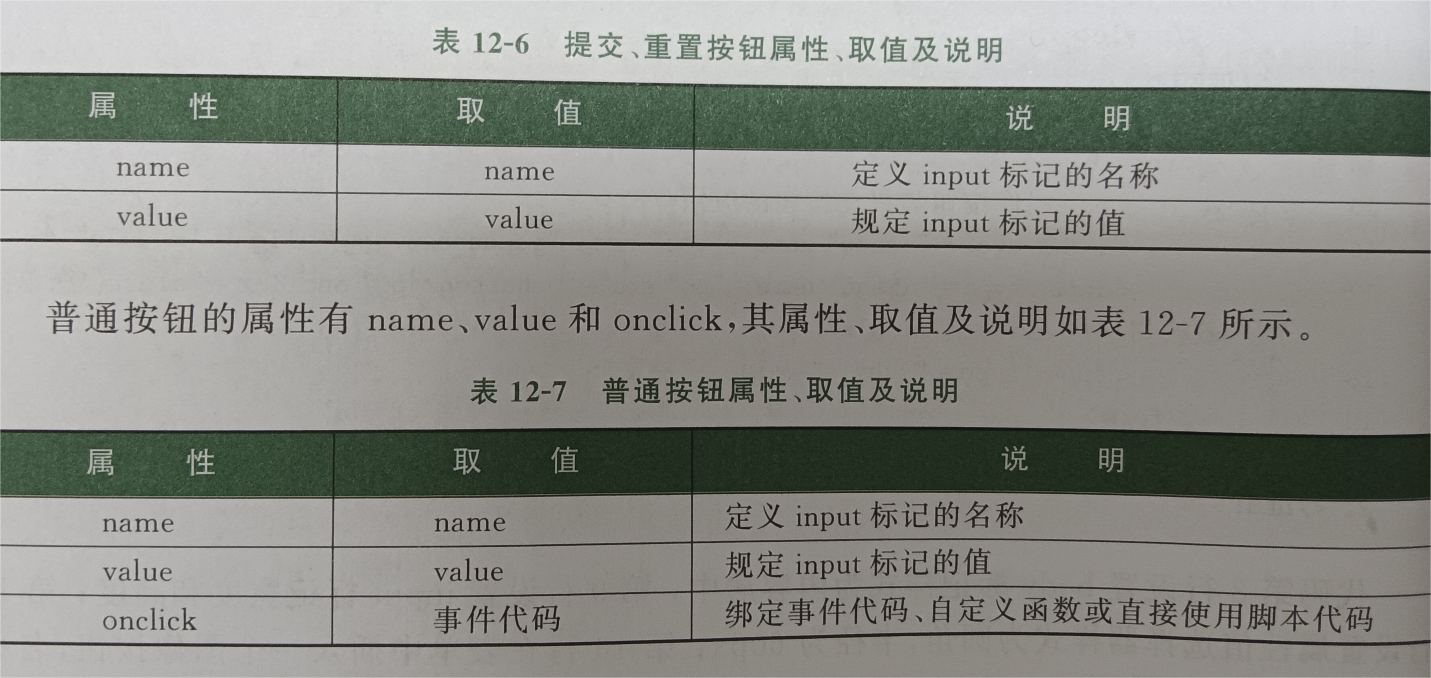 表 12-6 提交、重置按钮属性、取值及说明
属 性 取 值 说 明
name name 定义 input 标记的名称
value value 规定 input 标记的值
普通按钮的属性有 name、value 和 onclick,其属性、取值及说明如表 12-7 所示。
表 12-7 普通按钮属性、取值及说明
属 性 取 值 说 明
name name 定义 input 标记的名称
value value 规定 input 标记的值
onclick 事件代码 绑定事件代码、自定义函数或直接使用脚本代码